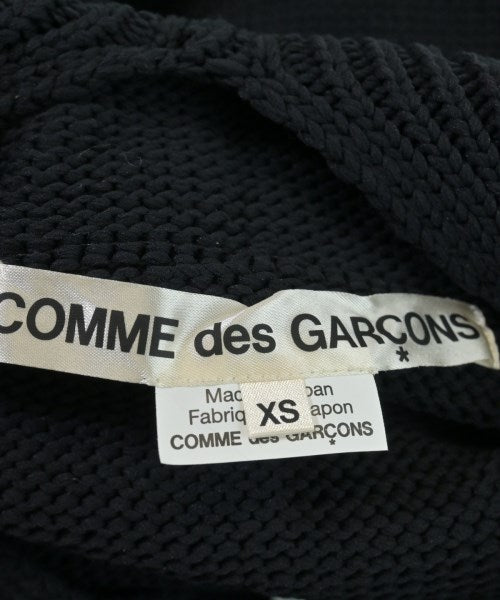 COMME des GARÇONS
Mad pan
Fabriq apon
XS
COMME des GARÇONS